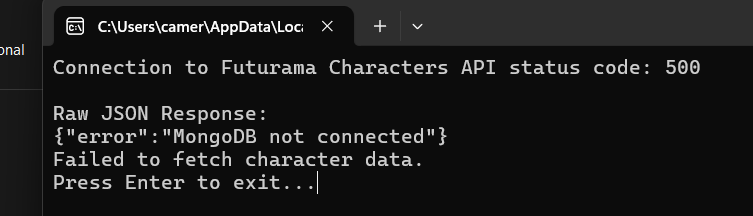 C:\Users\camer\AppData\Loca
onal
Connection to Futurama Characters API status code: 500
Raw JSON Response:
{"error":"MongoDB not connected"}
Failed to fetch character data.
Press Enter to exit...